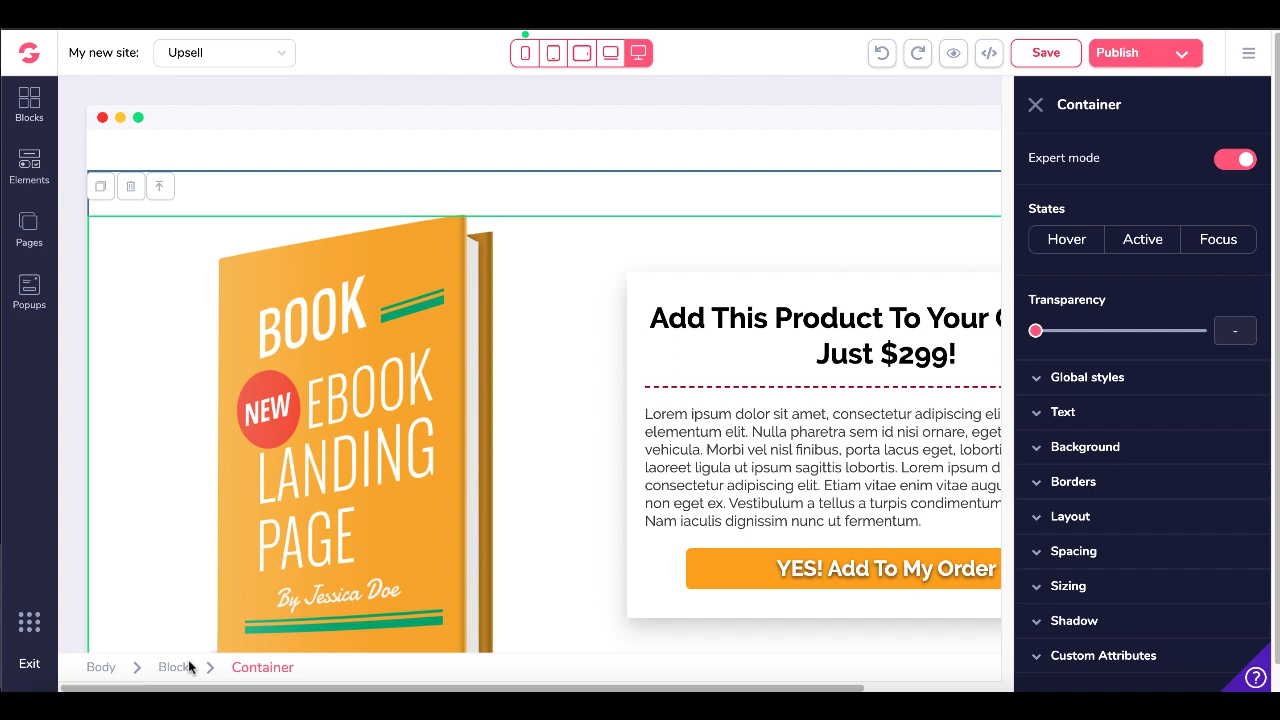 My new site:
Upsell
Save
Publish
Blocks
Elements
Pages
Popups
Exit
BOOK
NEW
EBOOK
LANDING
PAGE
By Jessica Doe
Add This Product To Your
Just $299!
Lorem ipsum dolor sit amet, consectetur adipiscing eli
elementum elit. Nulla pharetra sem id nisi ornare, eget
vehicula. Morbi vel nisl finibus, porta lacus eget, loborti
laoreet ligula ut ipsum sagittis lobortis. Lorem ipsum d
consectetur adipiscing elit. Etiam vitae enim vitae augu
non eget ex. Vestibulum a tellus a turpis condimentum
Nam iaculis dignissim nunc ut fermentum.
YES! Add To My Order
Body
Block
Container
Container
Expert mode
States
Hover
Active
Focus
Transparency
-
Global styles
Text
Background
Borders
Layout
Spacing
Sizing
Shadow
Custom Attributes
?